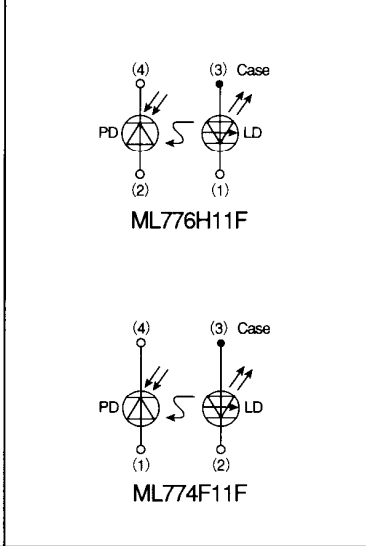 (4) (3) Case
PD LD
(2) (1)
ML776H11F
(4) (3) Case
PD LD
(1) (2)
ML774F11F